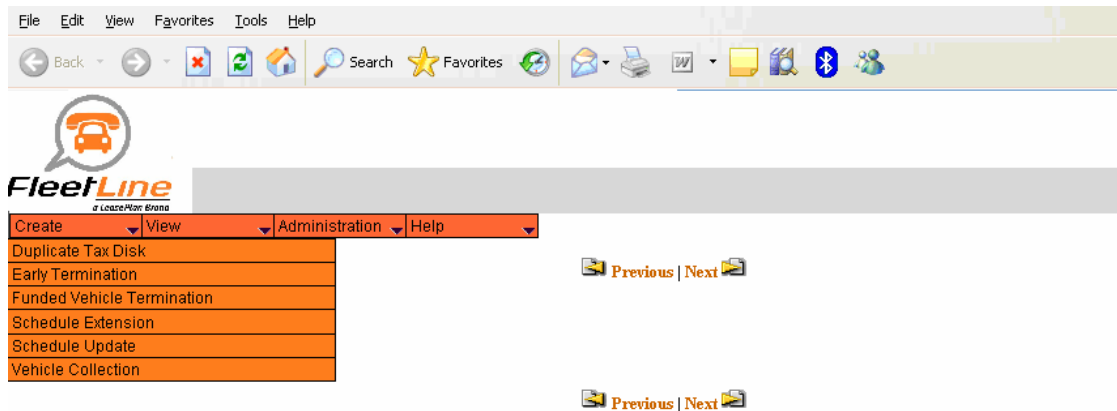 File Edit View Favorites Tools Help
Back Search Favorites W
FleetLine
a LeasePlan Brand
Create View Administration Help
Duplicate Tax Disk
Early Termination
Previous | Next
Funded Vehicle Termination
Schedule Extension
Schedule Update
Vehicle Collection
Previous | Next